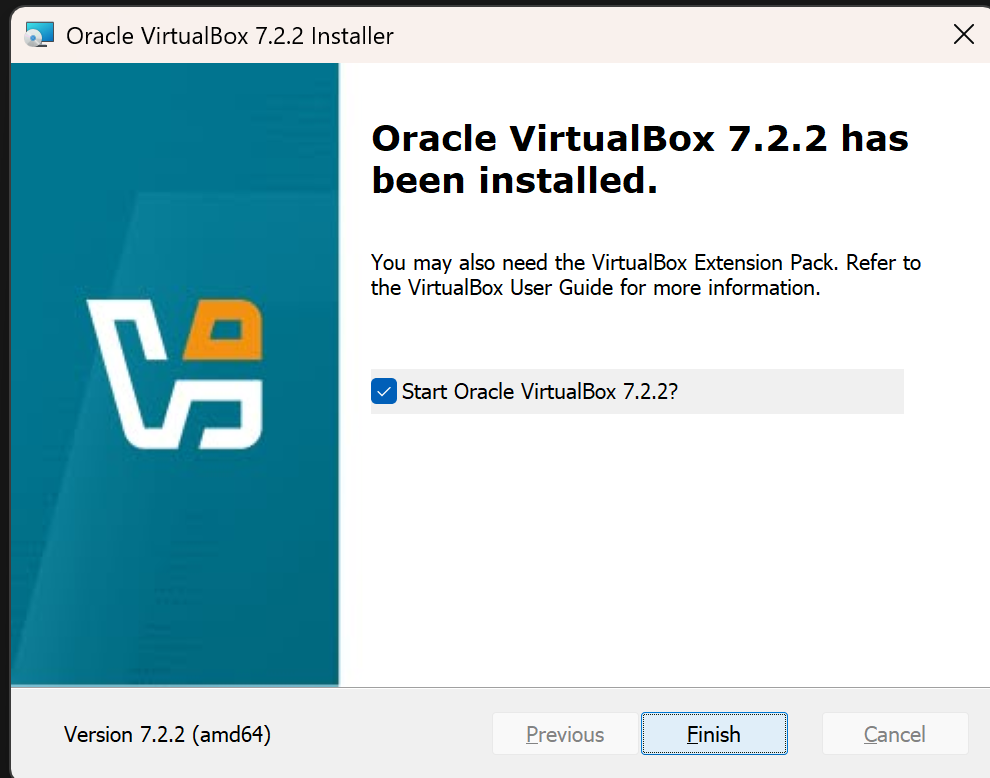 Oracle VirtualBox 7.2.2 Installer
Oracle VirtualBox 7.2.2 has
been installed.
You may also need the VirtualBox Extension Pack. Refer to
the VirtualBox User Guide for more information.
Start Oracle VirtualBox 7.2.2?
Version 7.2.2 (amd64)
Previous
Finish
Cancel